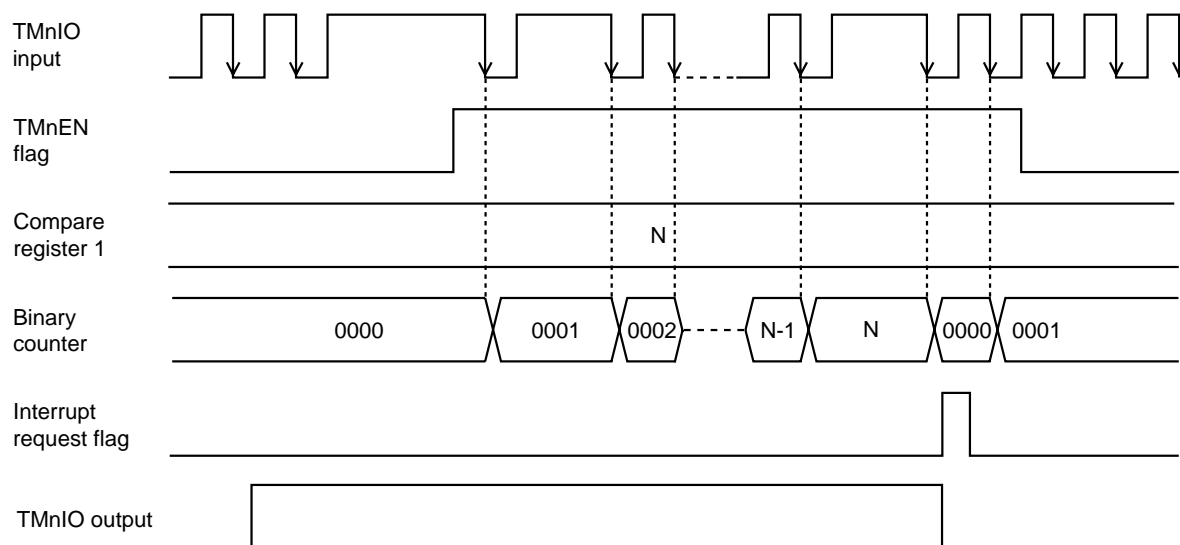 TMnIO
input
TMnEN
flag
Compare
register 1
N
Binary
counter
0000
0001
0002
N-1
N
0000
0001
Interrupt
request flag
TMnIO output